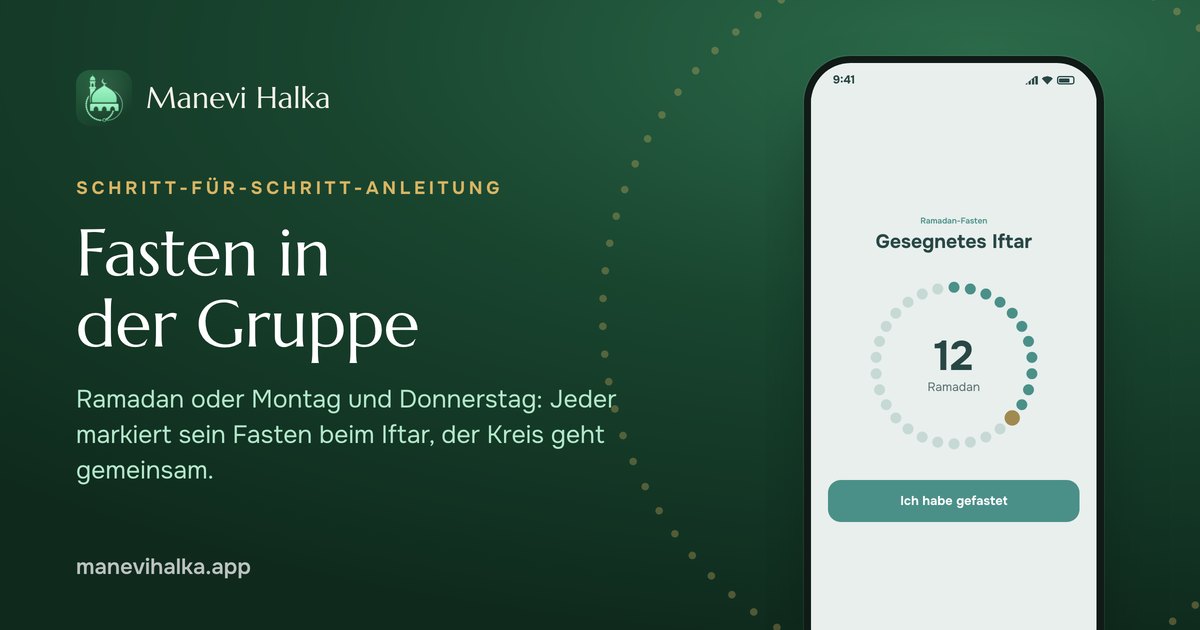 Manevi Halka
SCHRITT-FÜR-SCHRITT-ANLEITUNG
Fasten in
der Gruppe
Ramadan oder Montag und Donnerstag: Jeder
markiert sein Fasten beim Iftar, der Kreis geht
gemeinsam.
manevihalka.app
9:41
Ramadan-Fasten
Gesegnetes Iftar
12
Ramadan
Ich habe gefastet